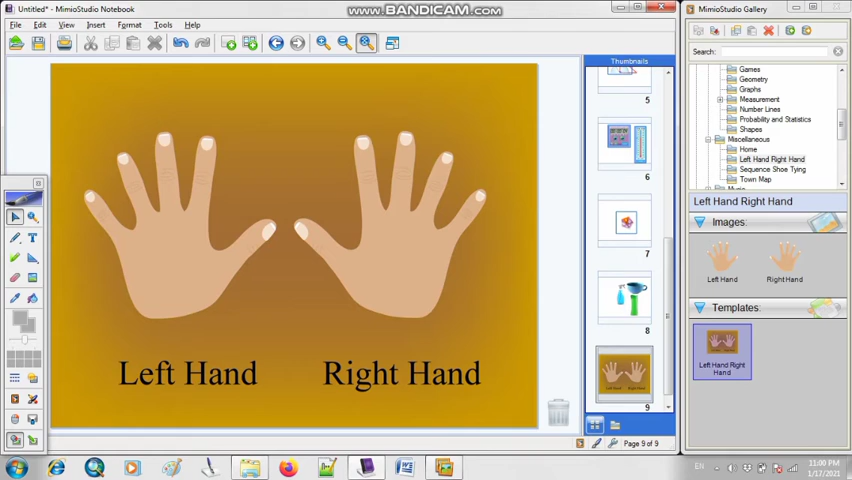 Untitled* - MimioStudio Notebook
www.BANDICAM.com
MimioStudio Gallery
File Edit View Insert Format Tools Help
Thumbnails
Search:
5
6
7
8
9
Games
Geometry
Graphs
Measurement
Number Lines
Probability and Statistics
Shapes
Miscellaneous
Home
Left Hand Right Hand
Sequence Shoe Tying
Town Map
Left Hand Right Hand
Images:
Left Hand Right Hand
Templates:
Left Hand Right
Hand
Left Hand Right Hand
Page 9 of 9
EN
11:00 PM
1/17/2021